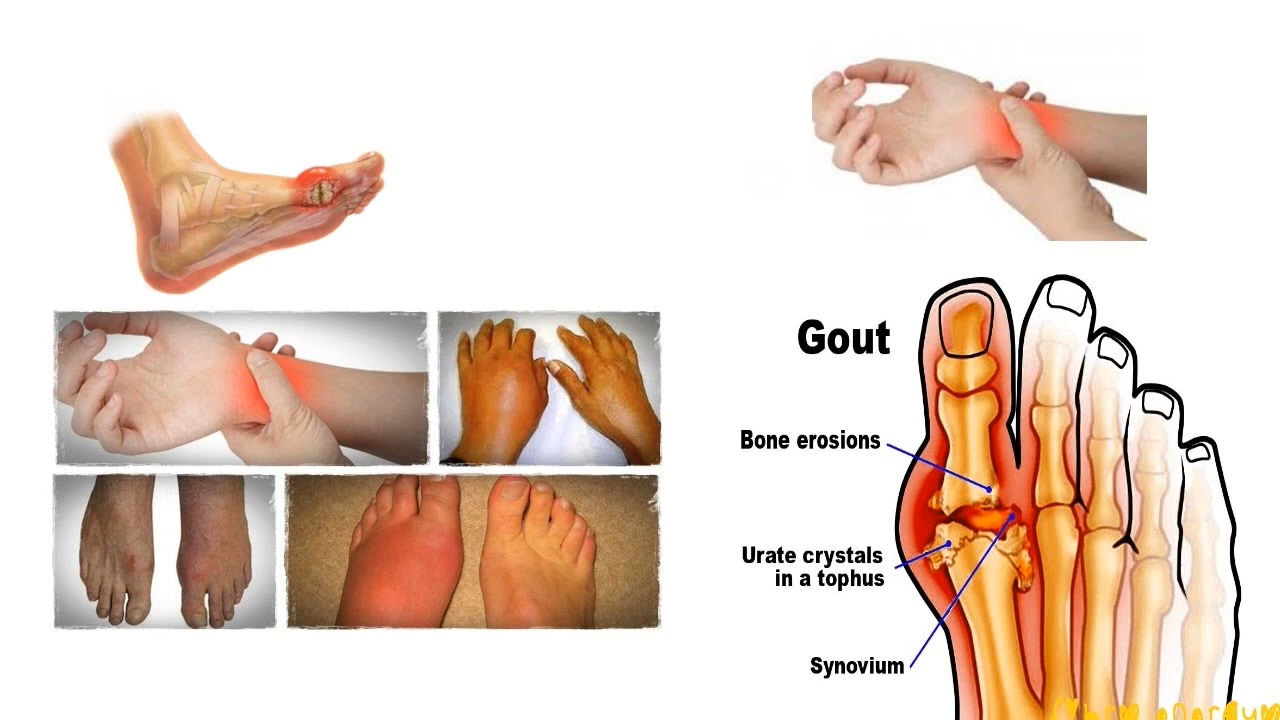 Gout
Bone erosions
Urate crystals
in a tophus
Synovium